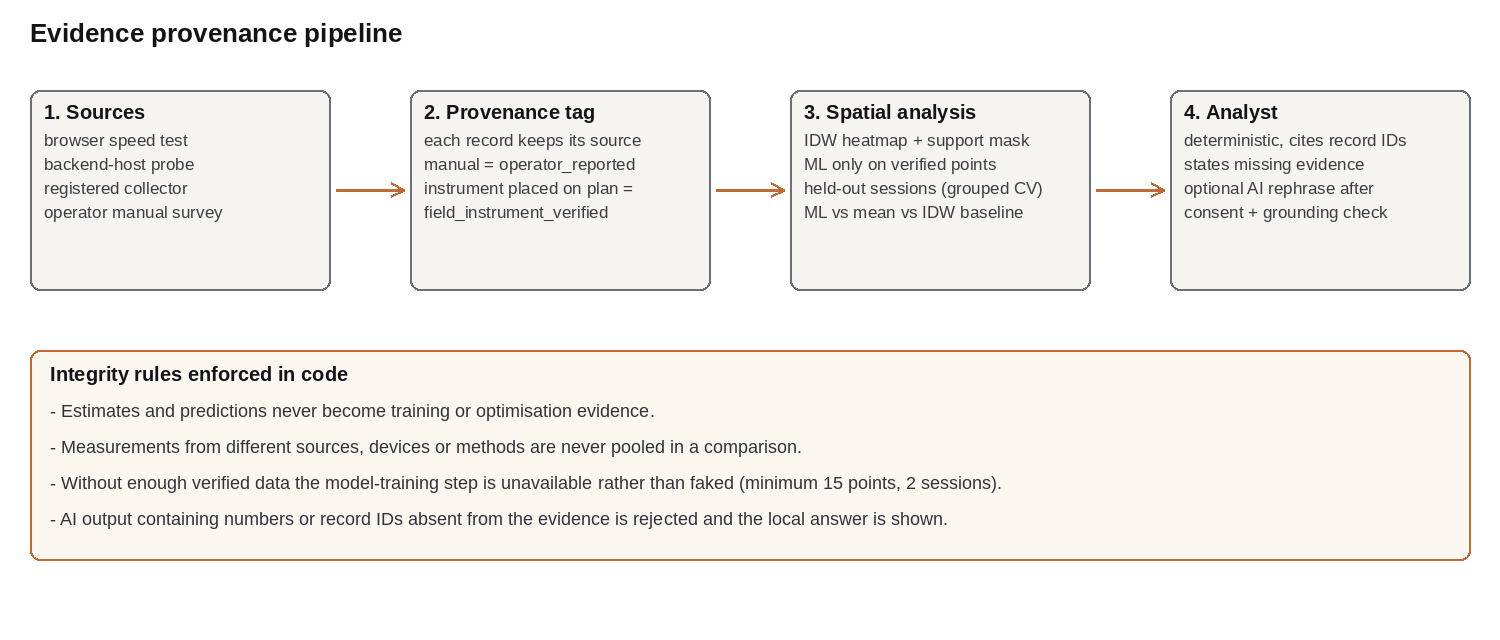 Evidence provenance pipeline
1. Sources
browser speed test
backend-host probe
registered collector
operator manual survey
2. Provenance tag
each record keeps its source
manual = operator_reported
instrument placed on plan =
field_instrument_verified
3. Spatial analysis
IDW heatmap + support mask
ML only on verified points
held-out sessions (grouped CV)
ML vs mean vs IDW baseline
4. Analyst
deterministic, cites record IDs
states missing evidence
optional AI rephrase after
consent + grounding check
Integrity rules enforced in code
- Estimates and predictions never become training or optimisation evidence.
- Measurements from different sources, devices or methods are never pooled in a comparison.
- Without enough verified data the model-training step is unavailable rather than faked (minimum 15 points, 2 sessions).
- AI output containing numbers or record IDs absent from the evidence is rejected and the local answer is shown.